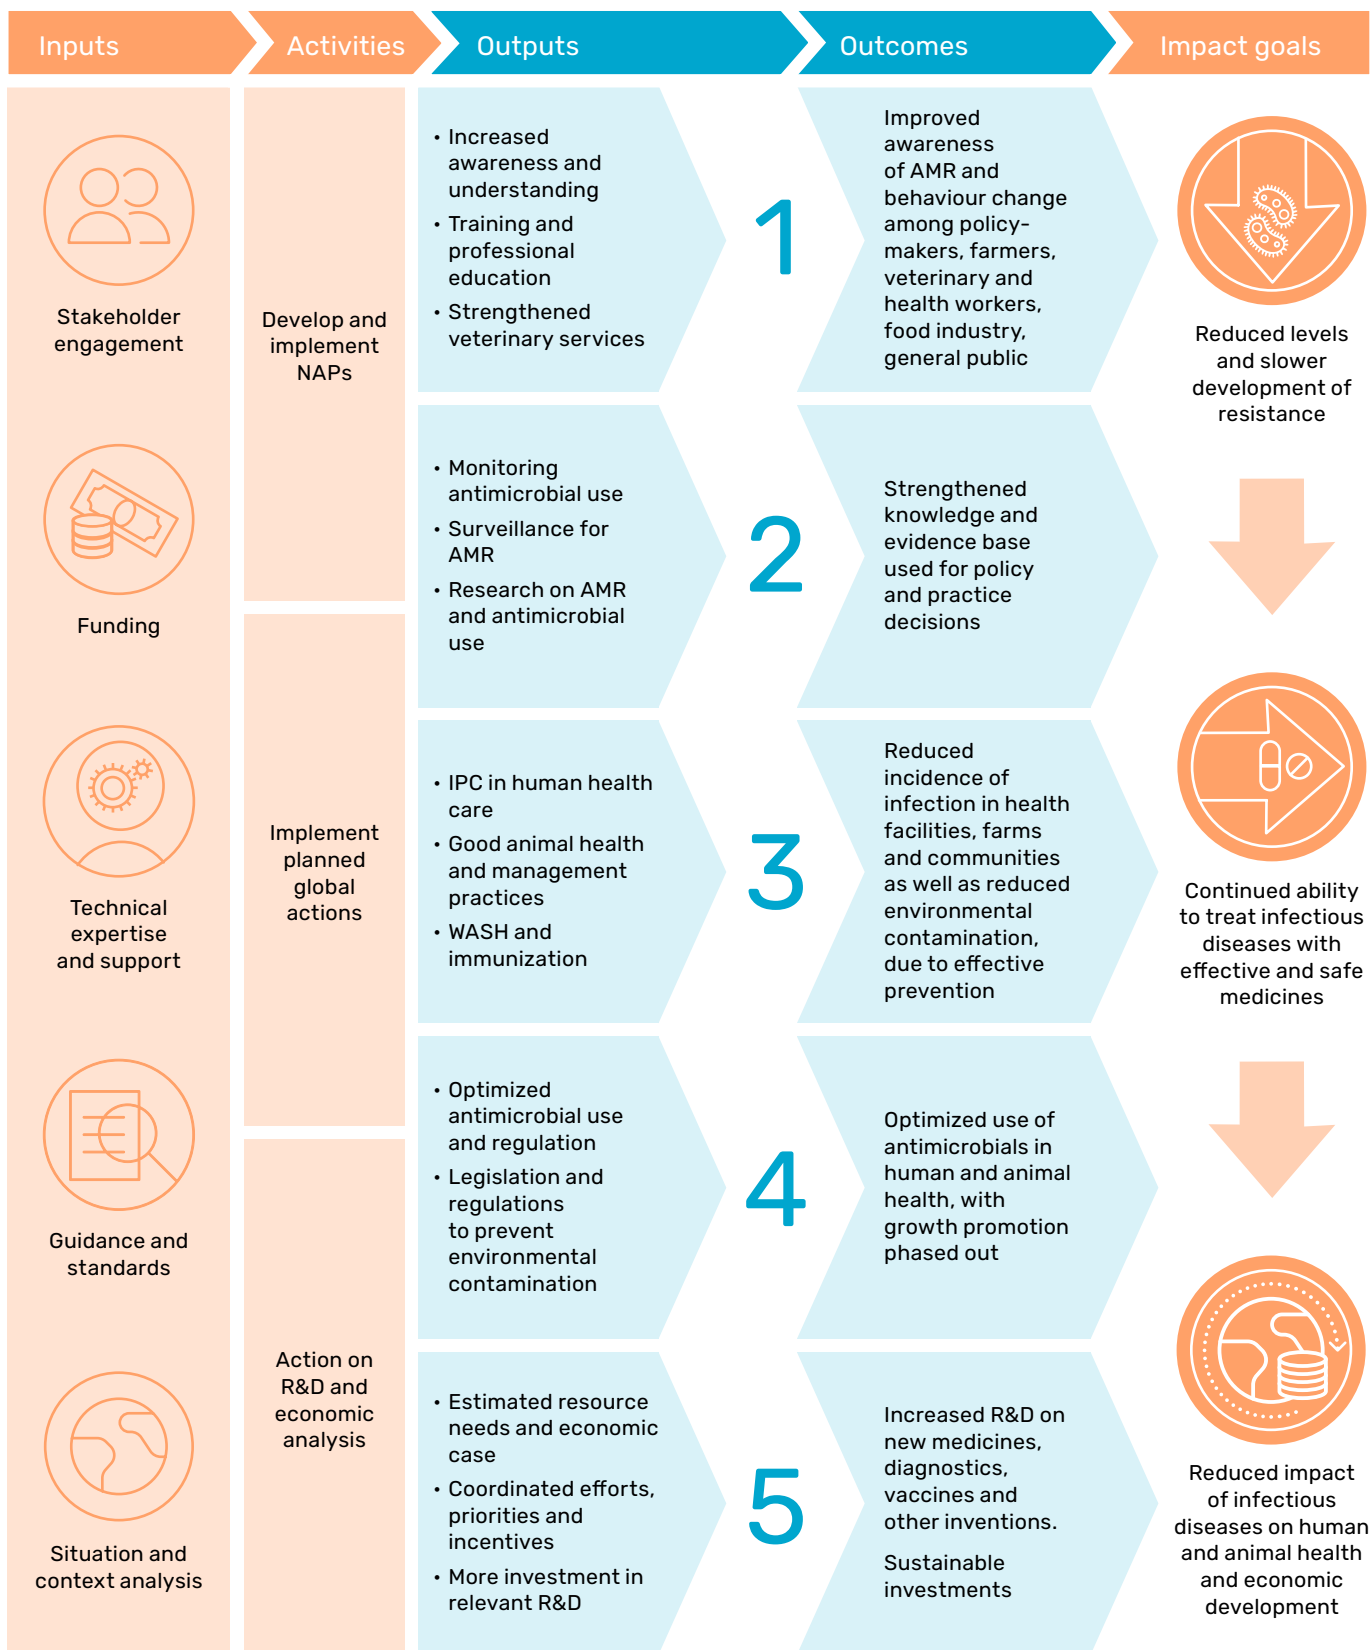 Inputs
Activities
Outputs
Outcomes
Impact goals
Stakeholder
engagement
Funding
Technical
expertise
and support
Guidance and
standards
Situation and
context analysis
Develop and
implement
NAPs
Implement
planned
global
actions
Action on
R&D and
economic
analysis
• Increased
awareness and
understanding
• Training and
professional
education
• Strengthened
veterinary services
1
Improved
awareness
of AMR and
behaviour change
among policy-
makers, farmers,
veterinary and
health workers,
food industry,
general public
• Monitoring
antimicrobial use
• Surveillance for
AMR
• Research on AMR
and antimicrobial
use
2
Strengthened
knowledge and
evidence base
used for policy
and practice
decisions
• IPC in human health
care
• Good animal health
and management
practices
• WASH and
immunization
3
Reduced
incidence of
infection in health
facilities, farms
and communities
as well as reduced
environmental
contamination,
due to effective
prevention
• Optimized
antimicrobial use
and regulation
• Legislation and
regulations
to prevent
environmental
contamination
4
Optimized use of
antimicrobials in
human and animal
health, with
growth promotion
phased out
• Estimated resource
needs and economic
case
• Coordinated efforts,
priorities and
incentives
• More investment in
relevant R&D
5
Increased R&D on
new medicines,
diagnostics,
vaccines and
other inventions.
Sustainable
investments
Reduced levels
and slower
development of
resistance
Continued ability
to treat infectious
diseases with
effective and safe
medicines
Reduced impact
of infectious
diseases on human
and animal health
and economic
development